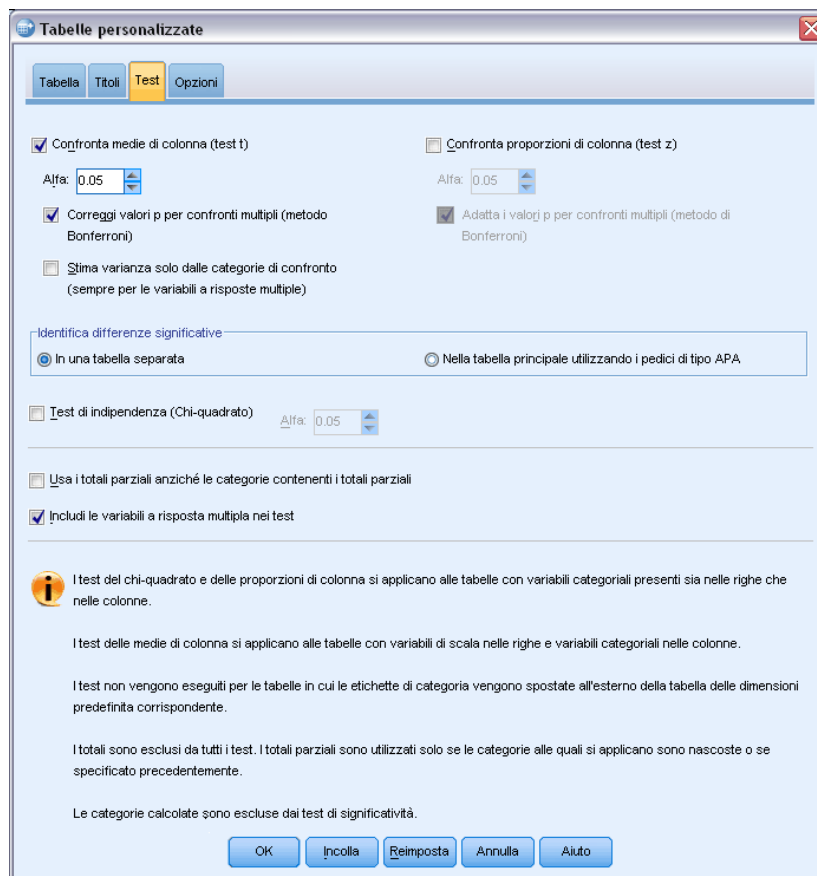 Tabelle personalizzate
Tabella Titoli Test Opzioni
Confronta medie di colonna (test t)
Confronta proporzioni di colonna (test z)
Alfa: 0.05
Alfa: 0.05
Correggi valori p per confronti multipli (metodo
Bonferroni)
Adatta i valori p per confronti multipli (metodo di
Bonferroni)
Stima varianza solo dalle categorie di confronto
(sempre per le variabili a risposte multiple)
Identifica differenze significative
In una tabella separata
Nella tabella principale utilizzando i pedici di tipo APA
Test di indipendenza (Chi-quadrato)
Alfa: 0.05
Usa i totali parziali anziché le categorie contenenti i totali parziali
Includi le variabili a risposta multipla nei test
I test del chi-quadrato e delle proporzioni di colonna si applicano alle tabelle con variabili categoriali presenti sia nelle righe che
nelle colonne.
I test delle medie di colonna si applicano alle tabelle con variabili di scala nelle righe e variabili categoriali nelle colonne.
I test non vengono eseguiti per le tabelle in cui le etichette di categoria vengono spostate all'esterno della tabella delle dimensioni
predefinita corrispondente.
I totali sono esclusi da tutti i test. I totali parziali sono utilizzati solo se le categorie alle quali si applicano sono nascoste o se
specificato precedentemente.
Le categorie calcolate sono escluse dai test di significatività.
OK Incolla Reimposta Annulla Aiuto